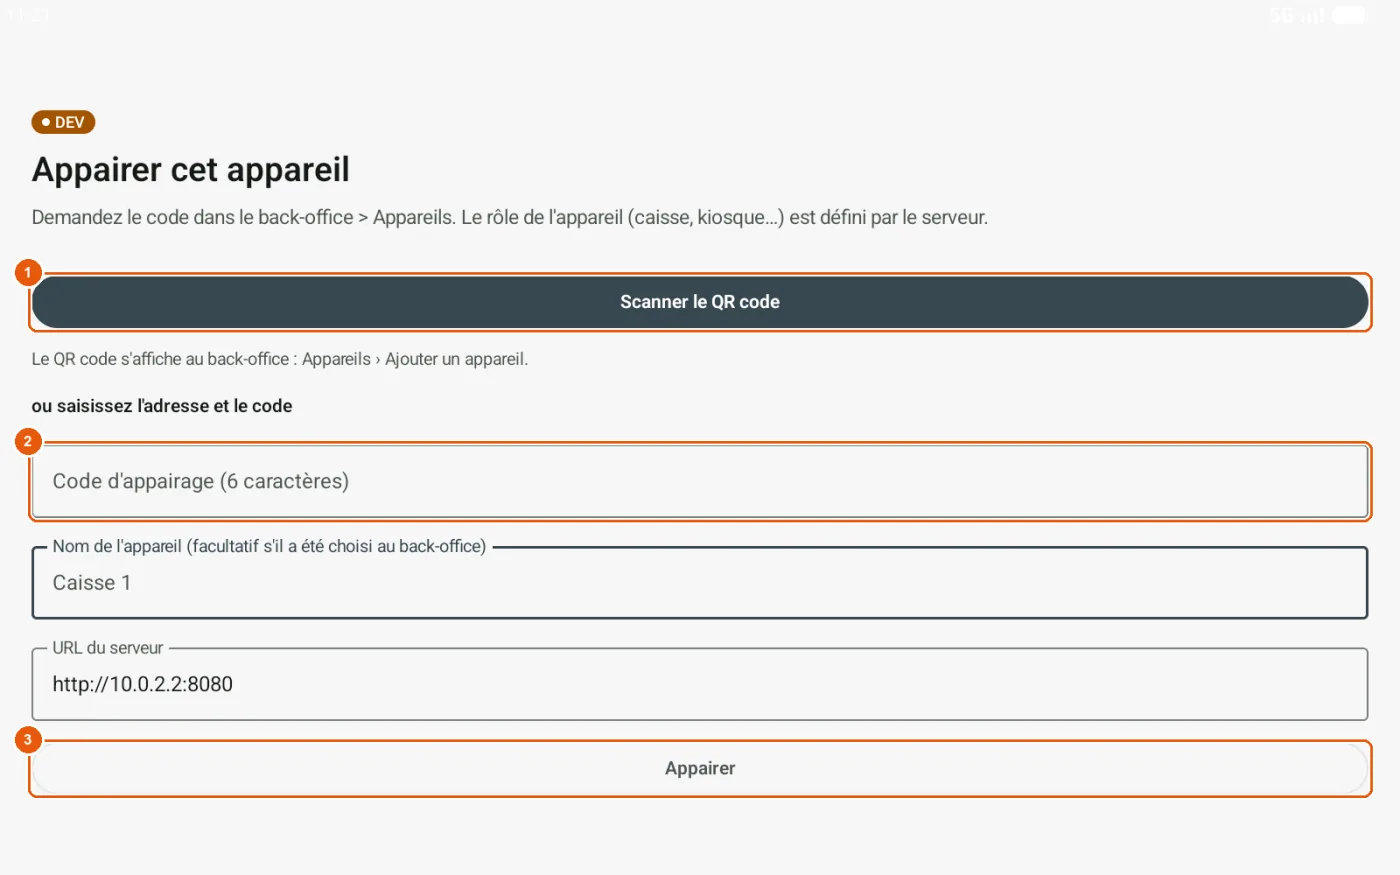 DEV
Appairer cet appareil
Demandez le code dans le back-office > Appareils. Le rôle de l'appareil (caisse, kiosque...) est défini par le serveur.
1
Scanner le QR code
Le QR code s'affiche au back-office : Appareils › Ajouter un appareil.
ou saisissez l'adresse et le code
2
Code d'appairage (6 caractères)
Nom de l'appareil (facultatif s'il a été choisi au back-office)
Caisse 1
URL du serveur
http://10.0.2.2:8080
3
Appairer